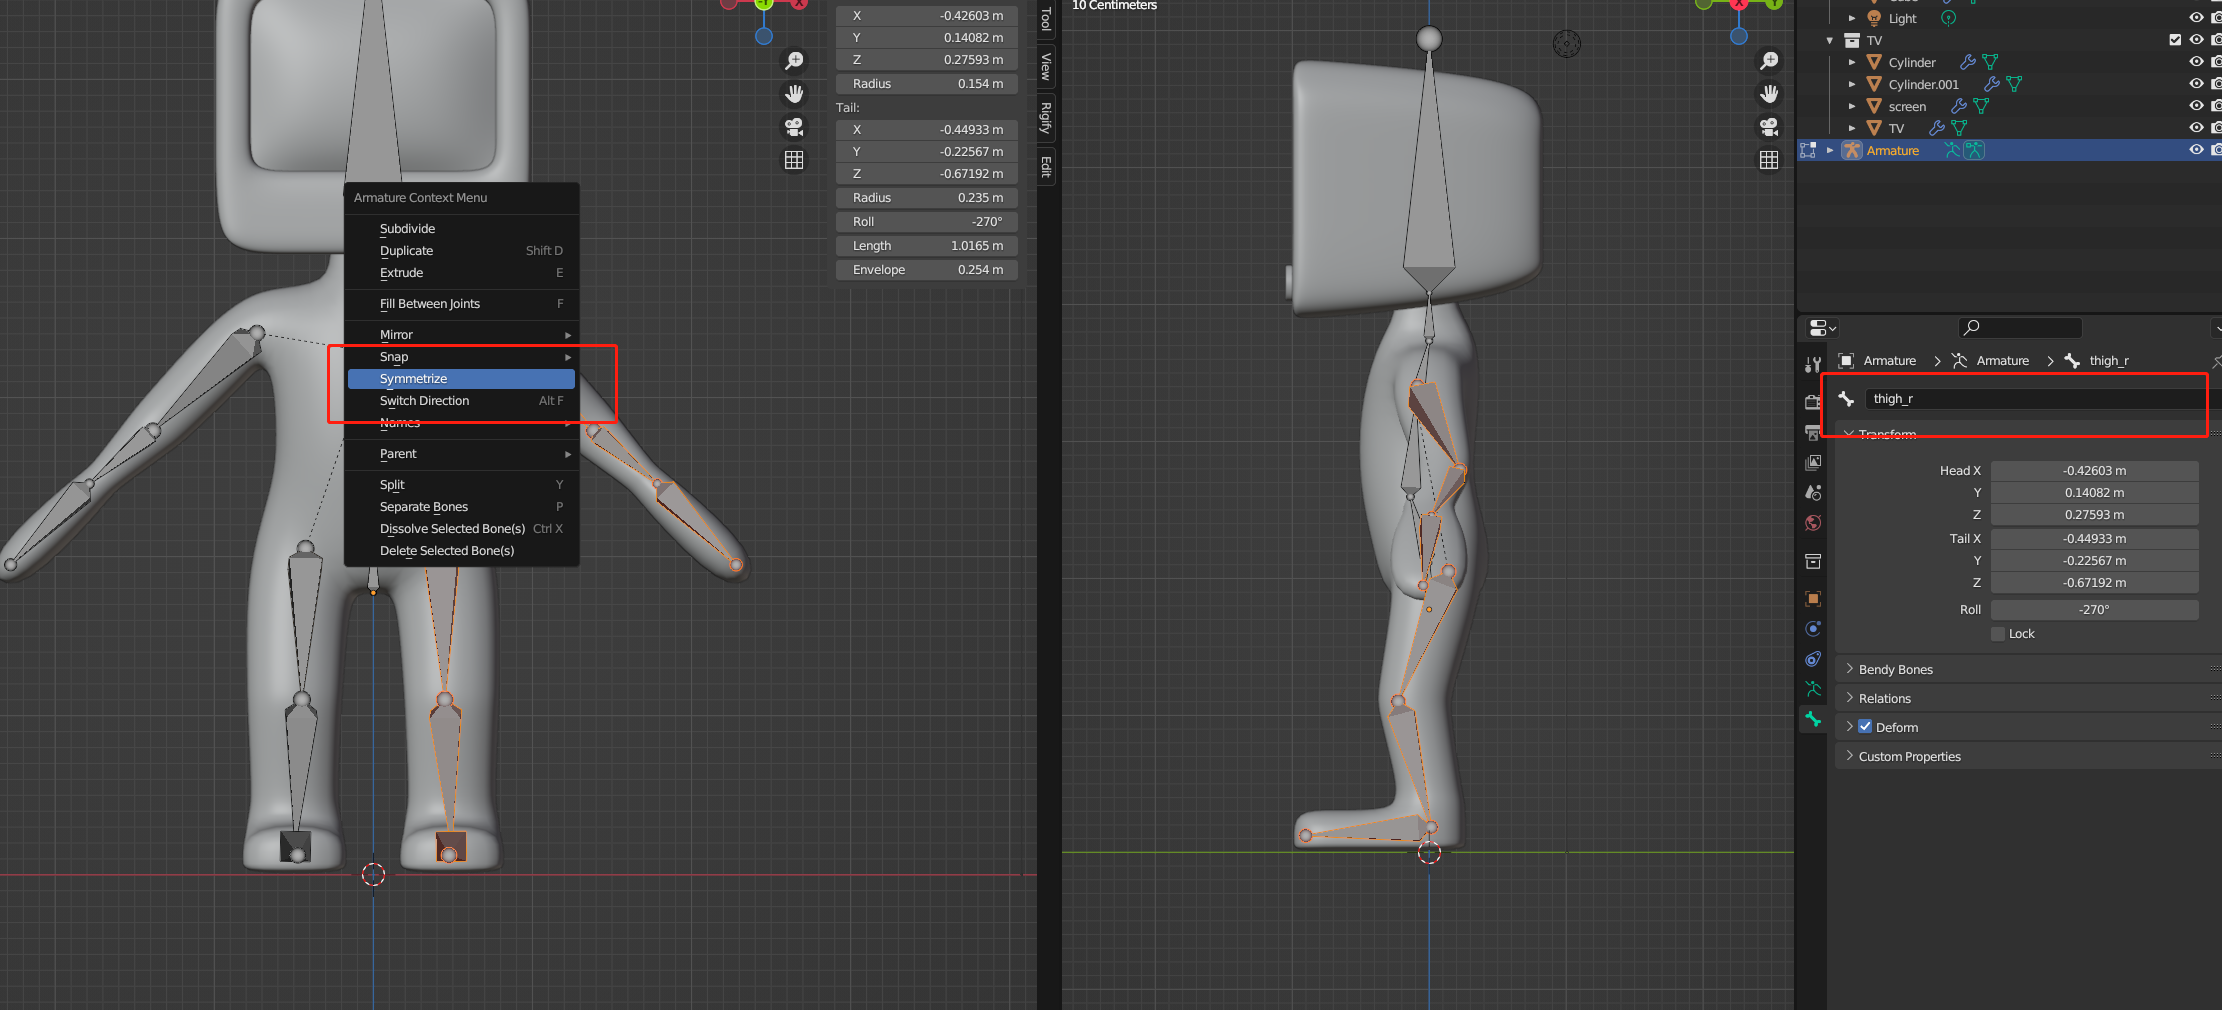 X -0.42603 m
Y 0.14082 m
Z 0.27593 m
Radius 0.154 m
Tail:
X -0.44933 m
Y -0.22567 m
Z -0.67192 m
Radius 0.235 m
Roll -270°
Length 1.0165 m
Envelope 0.254 m
Tool
View
Rigify
Edit
-Y
X
Armature Context Menu
Subdivide
Duplicate Shift D
Extrude E
Fill Between Joints F
Mirror
Snap
Symmetrize
Switch Direction Alt F
Names
Parent
Split Y
Separate Bones P
Dissolve Selected Bone(s) Ctrl X
Delete Selected Bone(s)
10 Centimeters
X
Y
Light
TV
Cylinder
Cylinder.001
screen
TV
Armature
Armature > Armature > thigh_r
thigh_r
Transform
Head X -0.42603 m
Y 0.14082 m
Z 0.27593 m
Tail X -0.44933 m
Y -0.22567 m
Z -0.67192 m
Roll -270°
Lock
Bendy Bones
Relations
Deform
Custom Properties